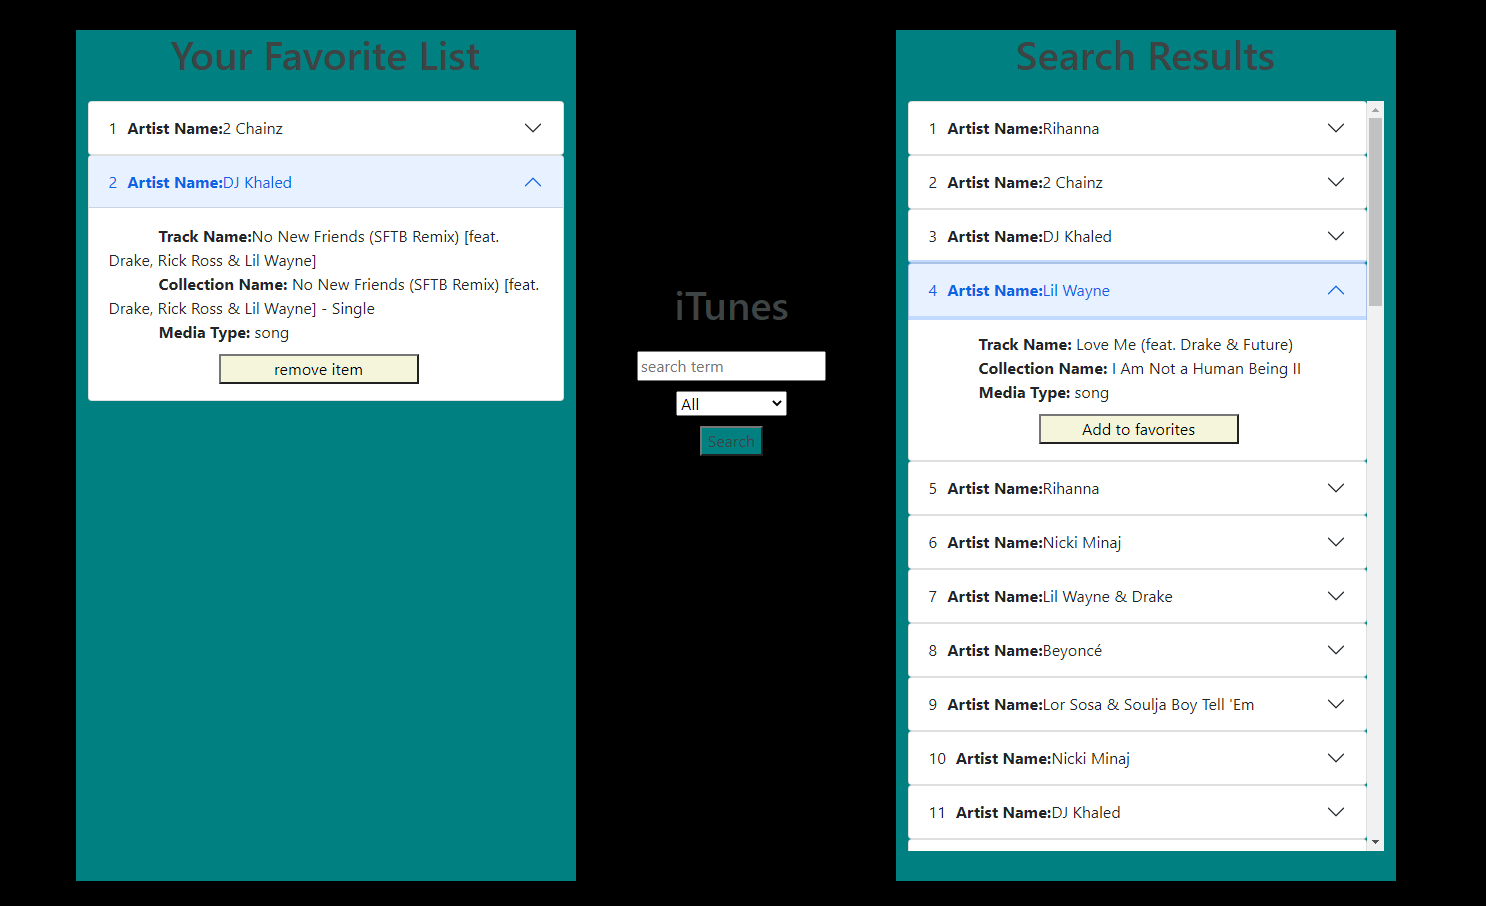 Your Favorite List
1 Artist Name:2 Chainz
2 Artist Name:DJ Khaled
Track Name:No New Friends (SFTB Remix) [feat.
Drake, Rick Ross & Lil Wayne]
Collection Name: No New Friends (SFTB Remix) [feat.
Drake, Rick Ross & Lil Wayne] - Single
Media Type: song
remove item
iTunes
search term
All
Search
Search Results
1 Artist Name:Rihanna
2 Artist Name:2 Chainz
3 Artist Name:DJ Khaled
4 Artist Name:Lil Wayne
Track Name: Love Me (feat. Drake & Future)
Collection Name: I Am Not a Human Being II
Media Type: song
Add to favorites
5 Artist Name:Rihanna
6 Artist Name:Nicki Minaj
7 Artist Name:Lil Wayne & Drake
8 Artist Name:Beyoncé
9 Artist Name:Lor Sosa & Soulja Boy Tell 'Em
10 Artist Name:Nicki Minaj
11 Artist Name:DJ Khaled